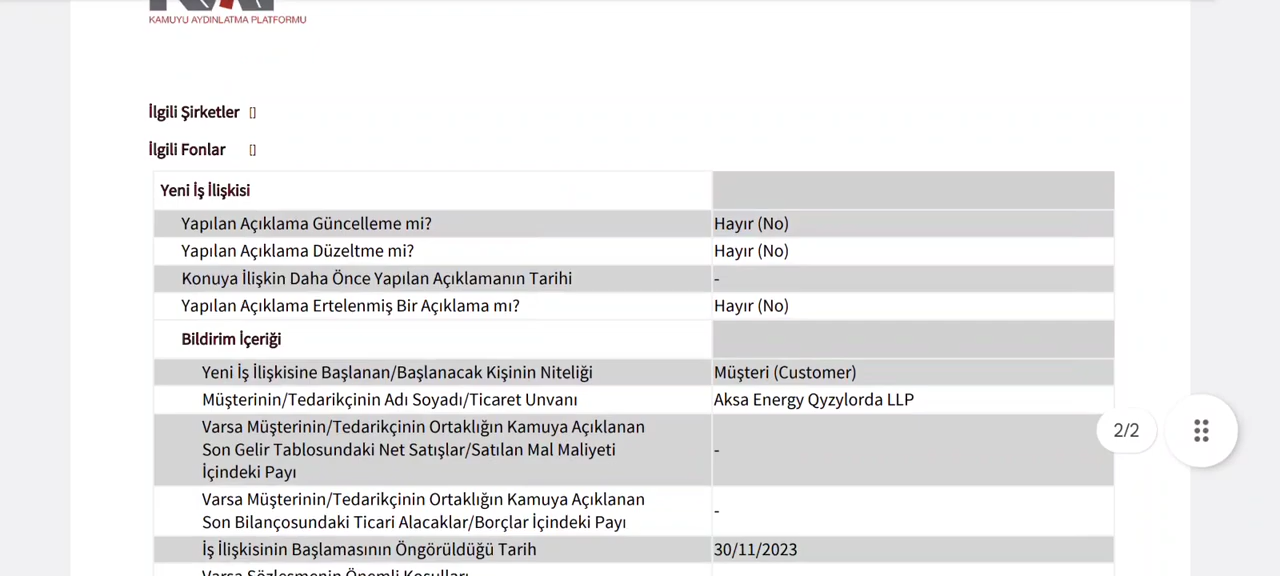 KAMUYU AYDINLATMA PLATFORMU
İlgili Şirketler []
İlgili Fonlar []
Yeni İş İlişkisi
Yapılan Açıklama Güncelleme mi? Hayır (No)
Yapılan Açıklama Düzeltme mi? Hayır (No)
Konuya İlişkin Daha Önce Yapılan Açıklamanın Tarihi -
Yapılan Açıklama Ertelenmiş Bir Açıklama mı? Hayır (No)
Bildirim İçeriği
Yeni İş İlişkisine Başlanan/Başlanacak Kişinin Niteliği Müşteri (Customer)
Müşterinin/Tedarikçinin Adı Soyadı/Ticaret Unvanı Aksa Energy Qyzylorda LLP
Varsa Müşterinin/Tedarikçinin Ortaklığın Kamuya Açıklanan
Son Gelir Tablosundaki Net Satışlar/Satılan Mal Maliyeti -
İçindeki Payı
2/2
Varsa Müşterinin/Tedarikçinin Ortaklığın Kamuya Açıklanan
Son Bilançosundaki Ticari Alacaklar/Borçlar İçindeki Payı -
İş İlişkisinin Başlamasının Öngörüldüğü Tarih 30/11/2023
Varsa Sözleşmenin Önemli Koşulları